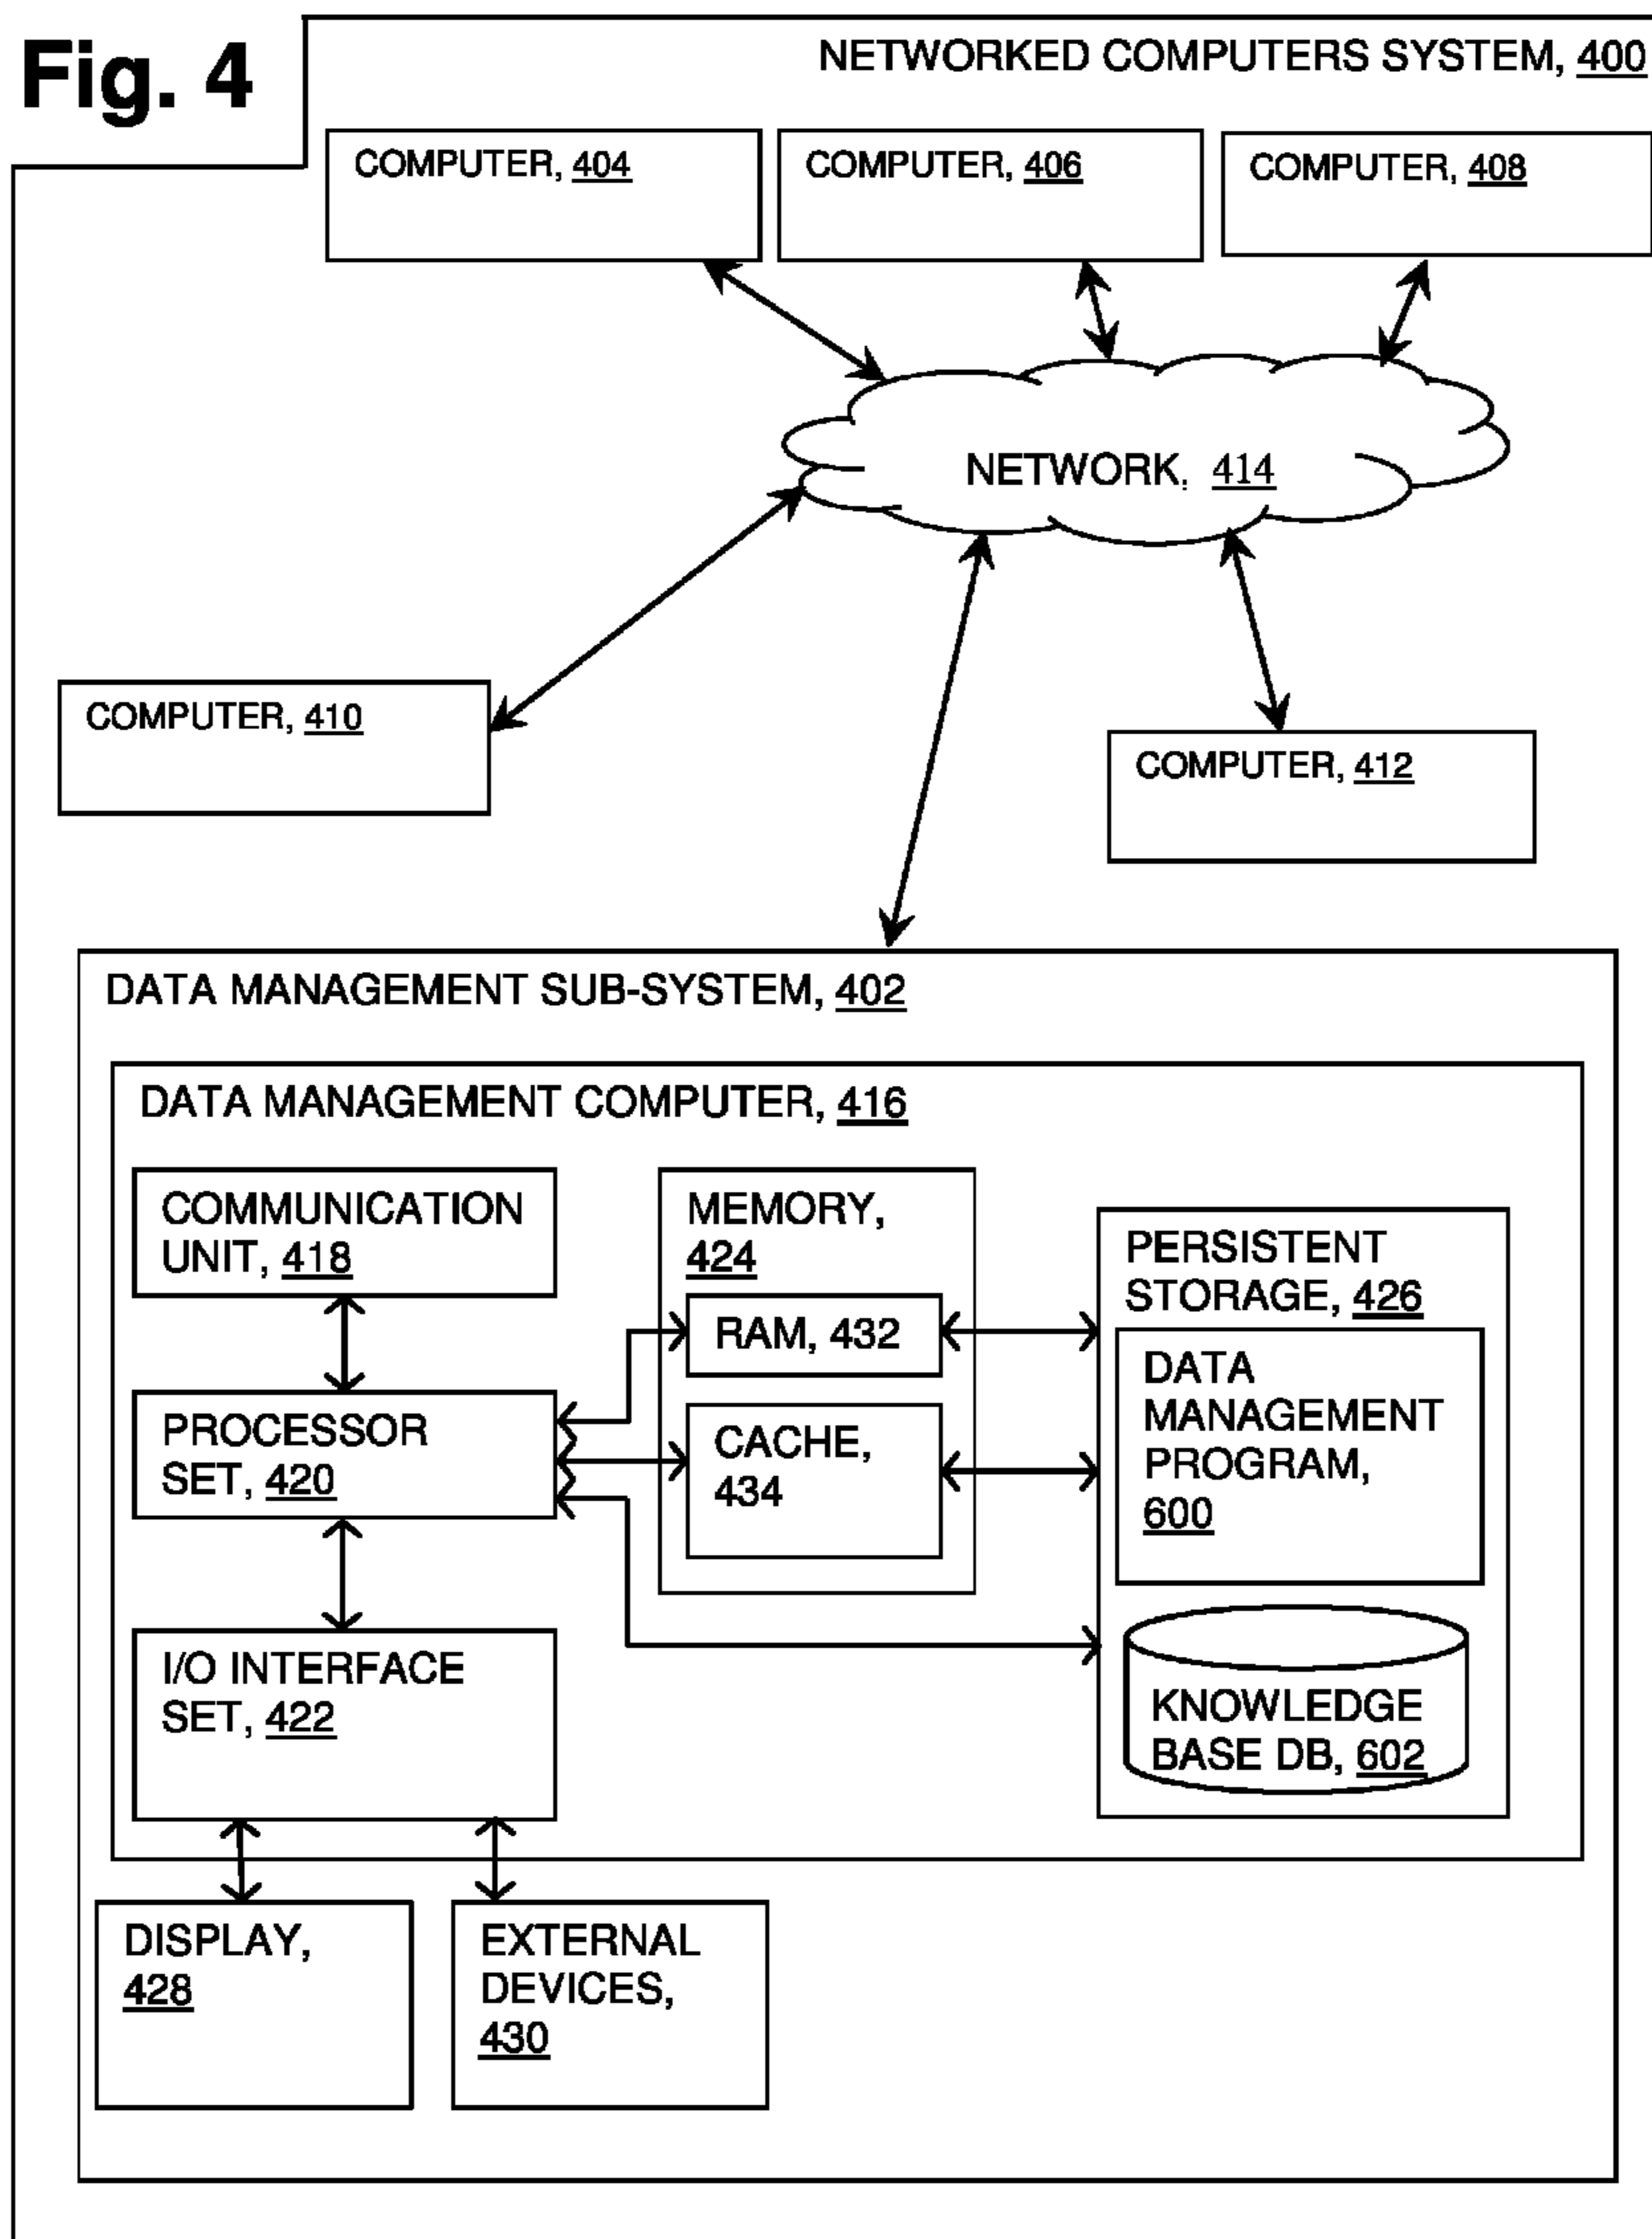 Fig. 4
NETWORKED COMPUTERS SYSTEM, 400
COMPUTER, 404
COMPUTER, 406
COMPUTER, 408
NETWORK, 414
COMPUTER, 410
COMPUTER, 412
DATA MANAGEMENT SUB-SYSTEM, 402
DATA MANAGEMENT COMPUTER, 416
COMMUNICATION
UNIT, 418
MEMORY,
424
RAM, 432
CACHE,
434
PROCESSOR
SET, 420
I/O INTERFACE
SET, 422
PERSISTENT
STORAGE, 426
DATA
MANAGEMENT
PROGRAM,
600
KNOWLEDGE
BASE DB, 602
DISPLAY,
428
EXTERNAL
DEVICES,
430